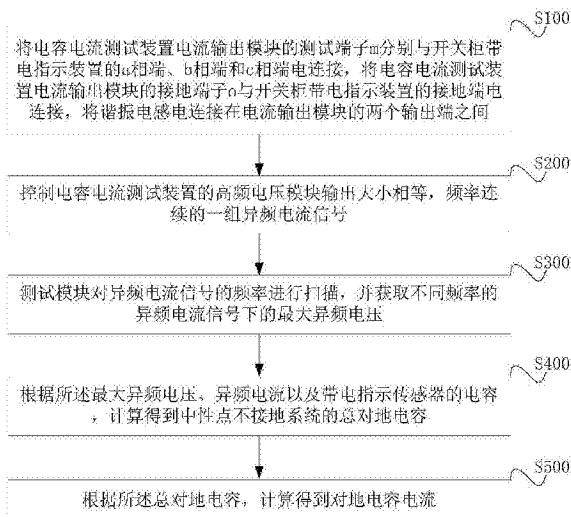 S100
将电容电流测试装置电流输出模块的测试端子m分别与开关柜带
电指示装置的a相端、b相端和c相端电连接，将电容电流测试装
置电流输出模块的接地端子o与开关柜带电指示装置的接地端电
连接，将谐振电感电连接在电流输出模块的两个输出端之间
S200
控制电容电流测试装置的高频电压模块输出大小相等，频率连
续的一组异频电流信号
S300
测试模块对异频电流信号的频率进行扫描，并获取不同频率的
异频电流信号下的最大异频电压
S400
根据所述最大异频电压、异频电流以及带电指示传感器的电容
，计算得到中性点不接地系统的总对地电容
S500
根据所述总对地电容，计算得到对地电容电流